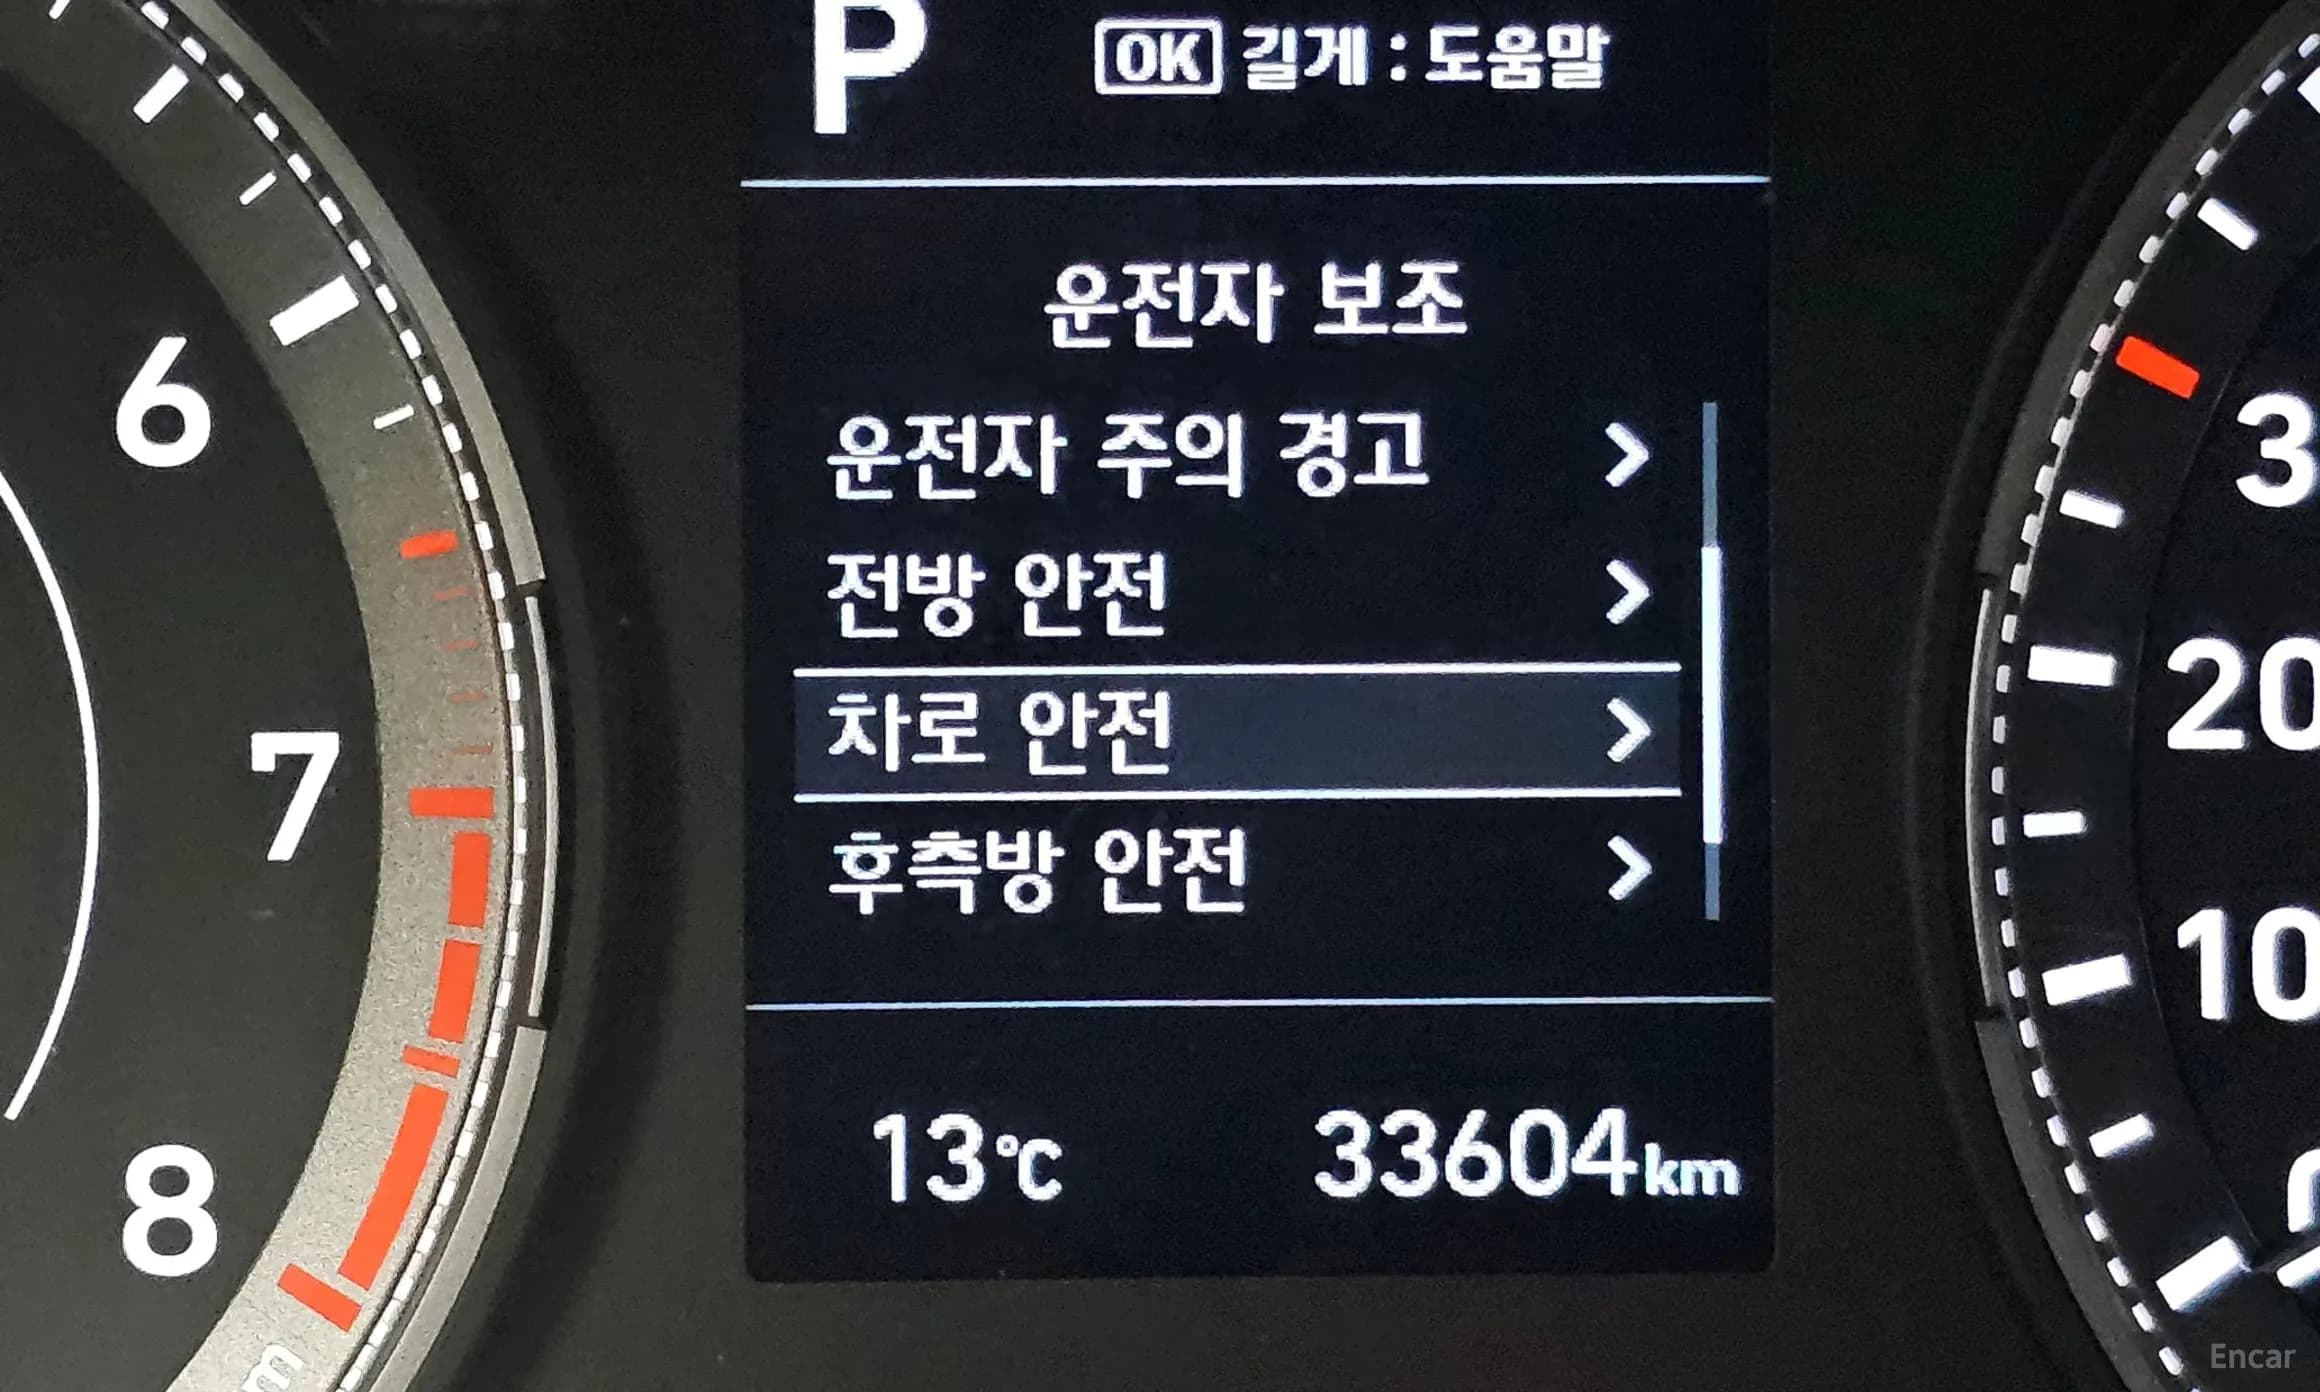 P
OK 길게 : 도움말
운전자 보조
운전자 주의 경고
전방 안전
차로 안전
후측방 안전
13℃ 33604km
6
7
8
3
20
10
Encar